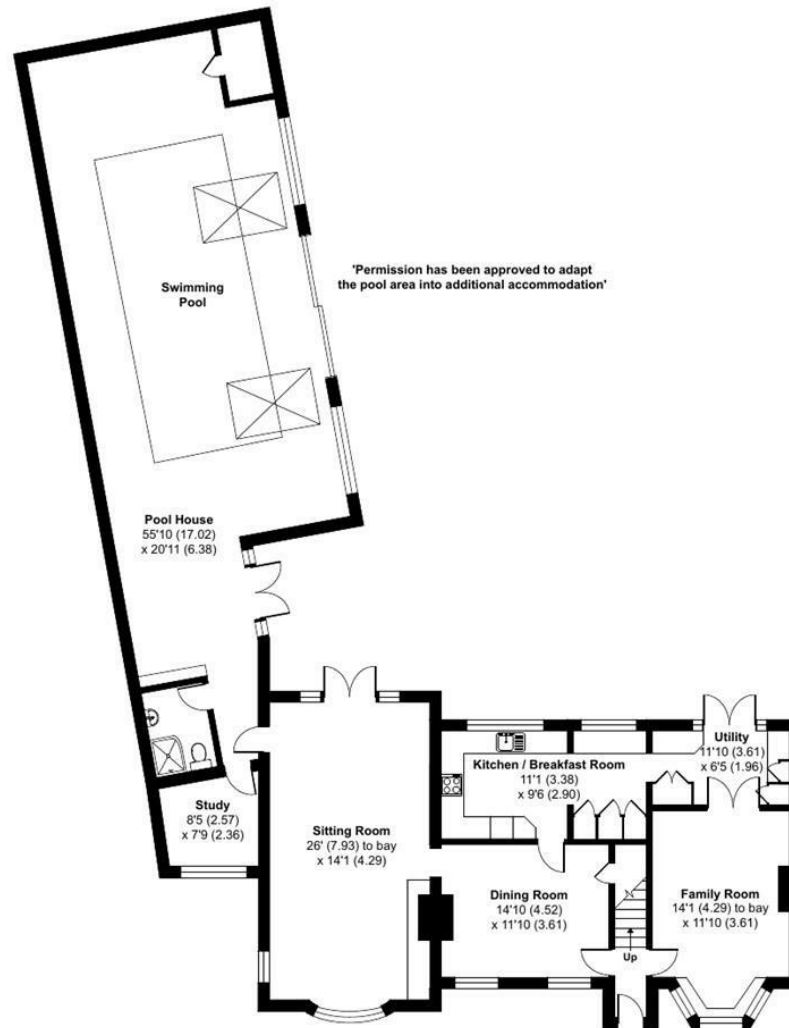 'Permission has been approved to adapt
the pool area into additional accommodation'
Swimming
Pool
Pool House
55'10 (17.02)
x 20'11 (6.38)
Utility
11'10 (3.61)
x 6'5 (1.96)
Kitchen / Breakfast Room
11'1 (3.38)
x 9'6 (2.90)
Study
8'5 (2.57)
x 7'9 (2.36)
Sitting Room
26' (7.93) to bay
x 14'1 (4.29)
Dining Room
14'10 (4.52)
x 11'10 (3.61)
Family Room
14'1 (4.29) to bay
x 11'10 (3.61)
Up